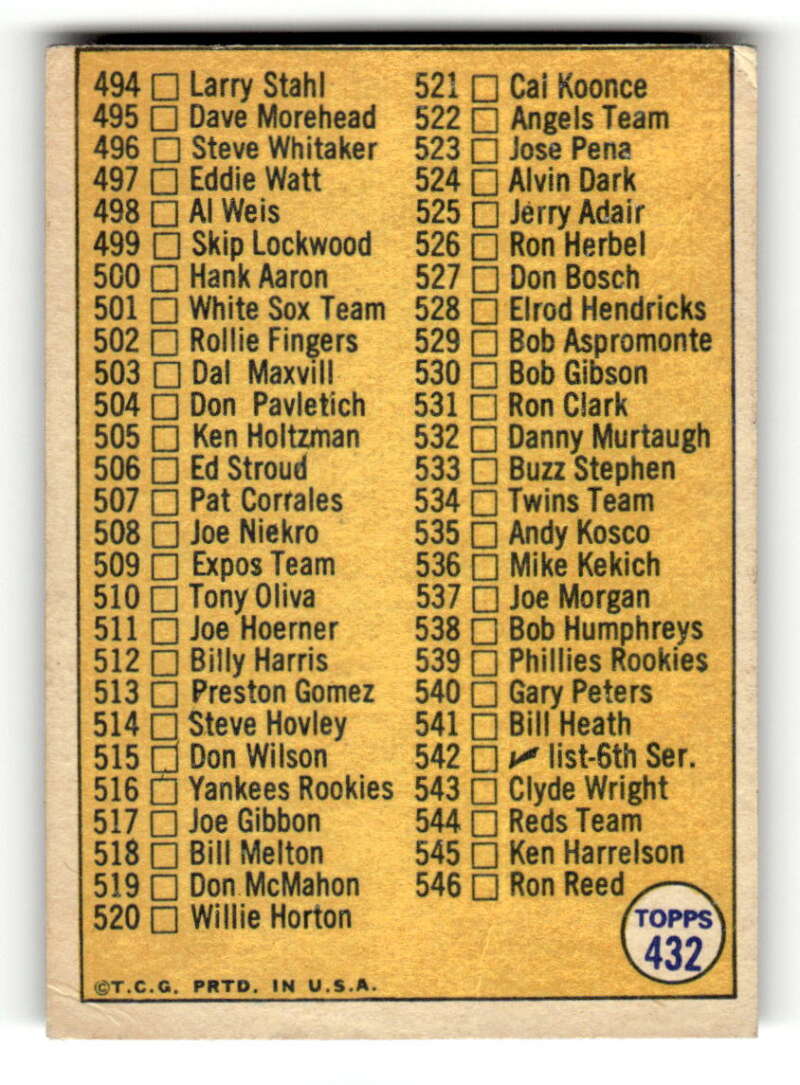 494 □ Larry Stahl
495 □ Dave Morehead
496 □ Steve Whitaker
497 □ Eddie Watt
498 □ Al Weis
499 □ Skip Lockwood
500 □ Hank Aaron
501 □ White Sox Team
502 □ Rollie Fingers
503 □ Dal Maxvill
504 □ Don Pavletich
505 □ Ken Holtzman
506 □ Ed Stroud
507 □ Pat Corrales
508 □ Joe Niekro
509 □ Expos Team
510 □ Tony Oliva
511 □ Joe Hoerner
512 □ Billy Harris
513 □ Preston Gomez
514 □ Steve Hovley
515 □ Don Wilson
516 □ Yankees Rookies
517 □ Joe Gibbon
518 □ Bill Melton
519 □ Don McMahon
520 □ Willie Horton
521 □ Cal Koonce
522 □ Angels Team
523 □ Jose Pena
524 □ Alvin Dark
525 □ Jerry Adair
526 □ Ron Herbel
527 □ Don Bosch
528 □ Elrod Hendricks
529 □ Bob Aspromonte
530 □ Bob Gibson
531 □ Ron Clark
532 □ Danny Murtaugh
533 □ Buzz Stephen
534 □ Twins Team
535 □ Andy Kosco
536 □ Mike Kekich
537 □ Joe Morgan
538 □ Bob Humphreys
539 □ Phillies Rookies
540 □ Gary Peters
541 □ Bill Heath
542 □ ✓ list-6th Ser.
543 □ Clyde Wright
544 □ Reds Team
545 □ Ken Harrelson
546 □ Ron Reed
TOPPS
432
©T.C.G. PRTD. IN U.S.A.